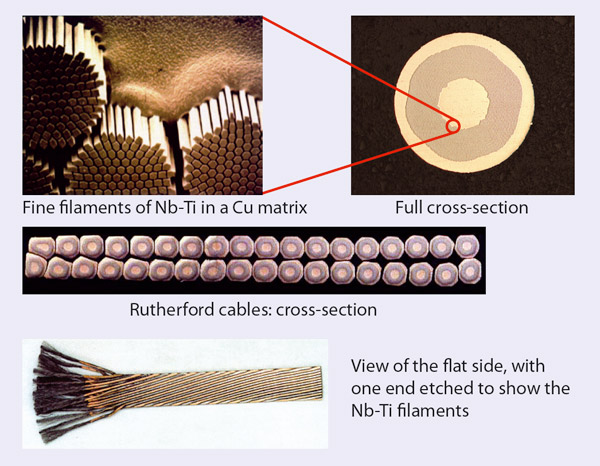 Fine filaments of Nb-Ti in a Cu matrix
Full cross-section
Rutherford cables: cross-section
View of the flat side, with
one end etched to show the
Nb-Ti filaments